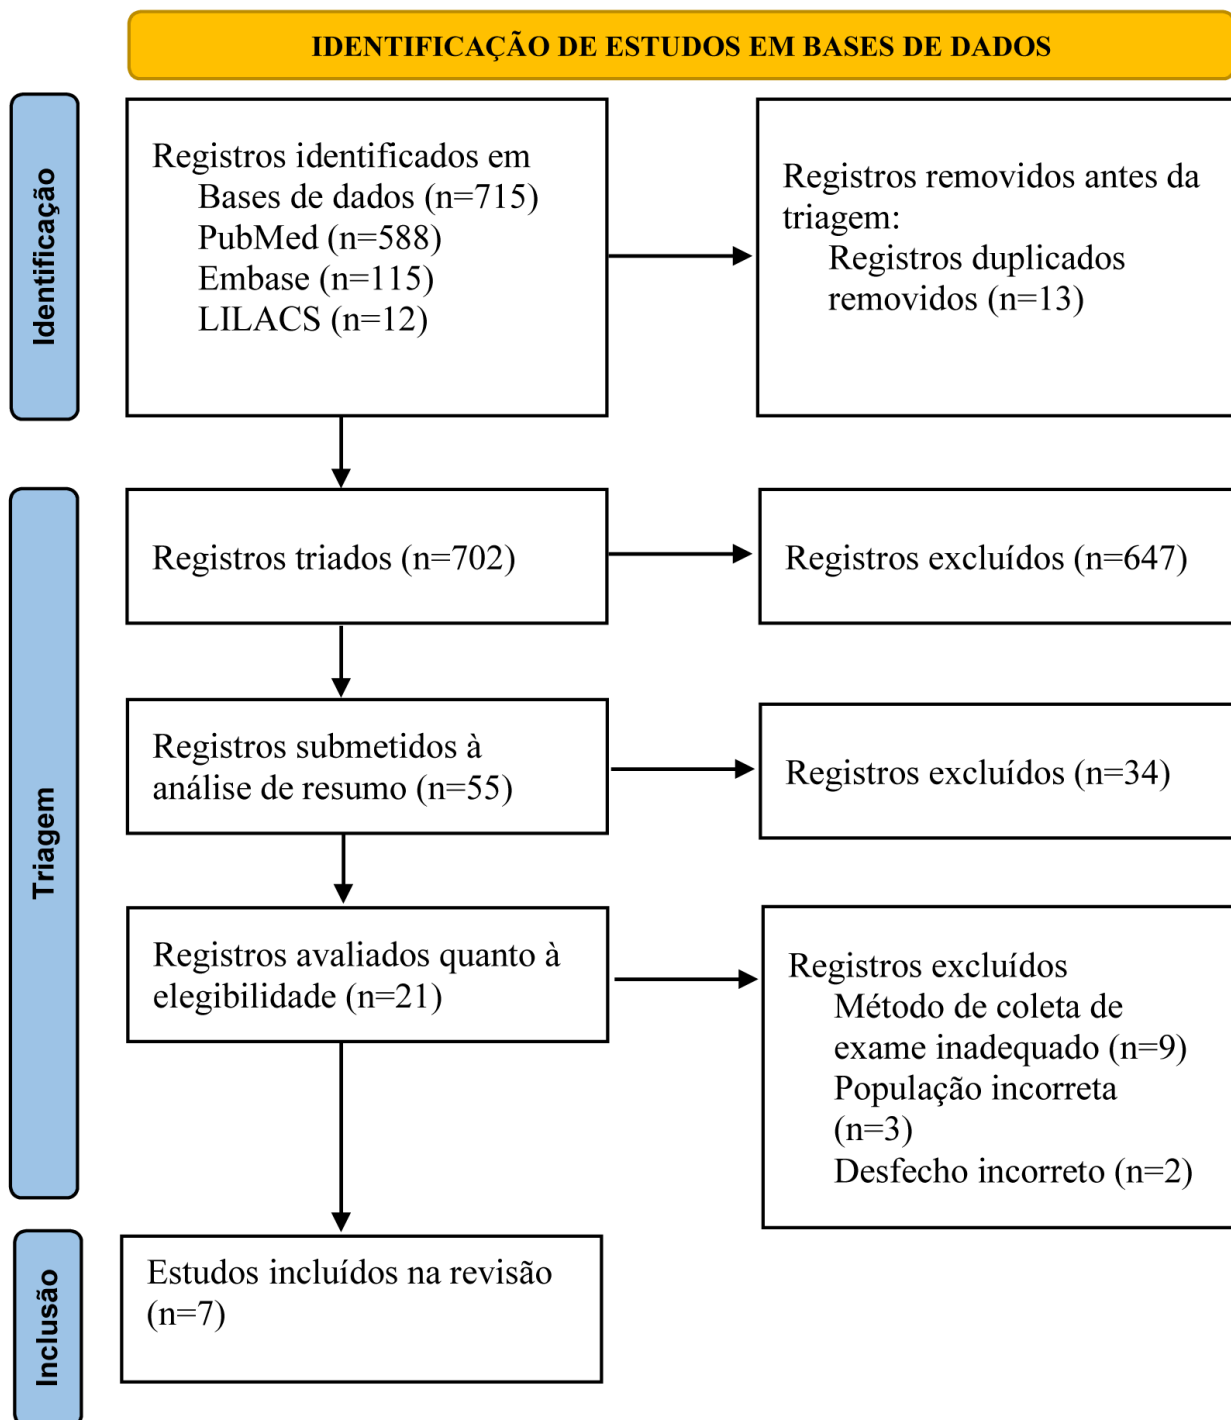 IDENTIFICAÇÃO DE ESTUDOS EM BASES DE DADOS
Identificação
Registros identificados em
Bases de dados (n=715)
PubMed (n=588)
Embase (n=115)
LILACS (n=12)
Registros removidos antes da
triagem:
Registros duplicados
removidos (n=13)
Triagem
Registros triados (n=702)
Registros excluídos (n=647)
Registros submetidos à
análise de resumo (n=55)
Registros excluídos (n=34)
Registros avaliados quanto à
elegibilidade (n=21)
Registros excluídos
Método de coleta de
exame inadequado (n=9)
População incorreta
(n=3)
Desfecho incorreto (n=2)
Inclusão
Estudos incluídos na revisão
(n=7)